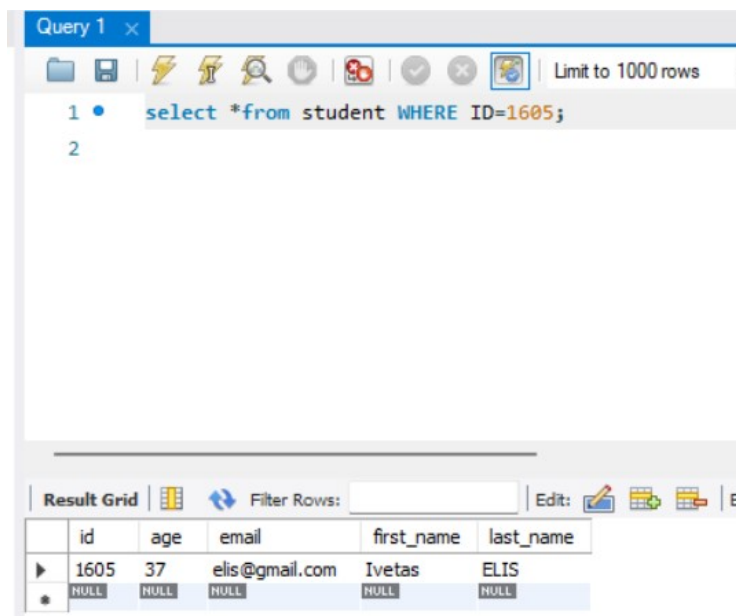 Query 1
Limit to 1000 rows
1 select *from student WHERE ID=1605;
2
Result Grid Filter Rows: Edit:
id age email first_name last_name
1605 37 elis@gmail.com Ivetas ELIS
NULL NULL NULL NULL NULL